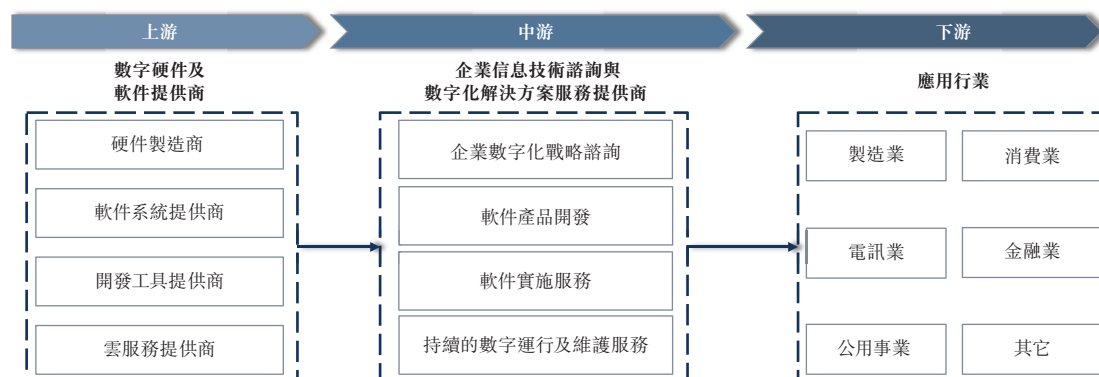 上游
中游
下游
數字硬件及
軟件提供商
企業信息技術諮詢與
數字化解決方案服務提供商
應用行業
硬件製造商
軟件系統提供商
開發工具提供商
雲服務提供商
企業數字化戰略諮詢
軟件產品開發
軟件實施服務
持續的數字運行及維護服務
製造業
消費業
電訊業
金融業
公用事業
其它